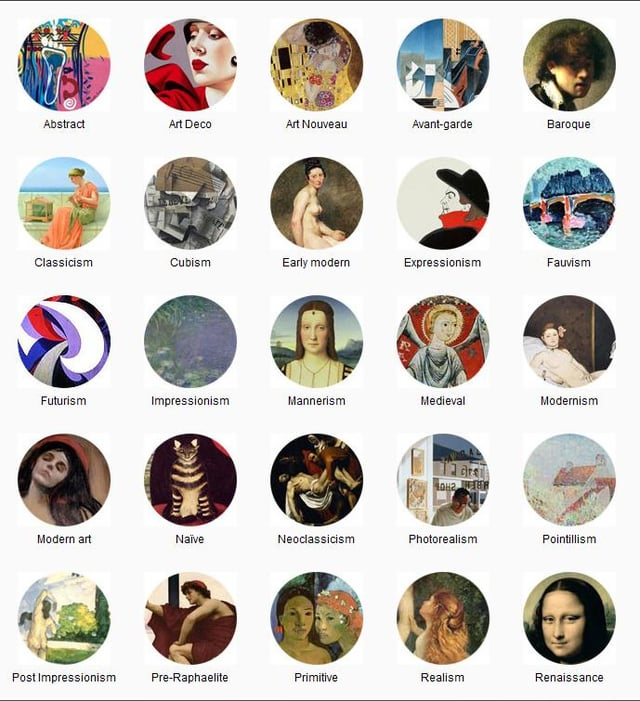 Abstract
Art Deco
Art Nouveau
Avant-garde
Baroque
Classicism
Cubism
Early modern
Expressionism
Fauvism
Futurism
Impressionism
Mannerism
Medieval
Modernism
Modern art
Naïve
Neoclassicism
Photorealism
Pointillism
Post Impressionism
Pre-Raphaelite
Primitive
Realism
Renaissance